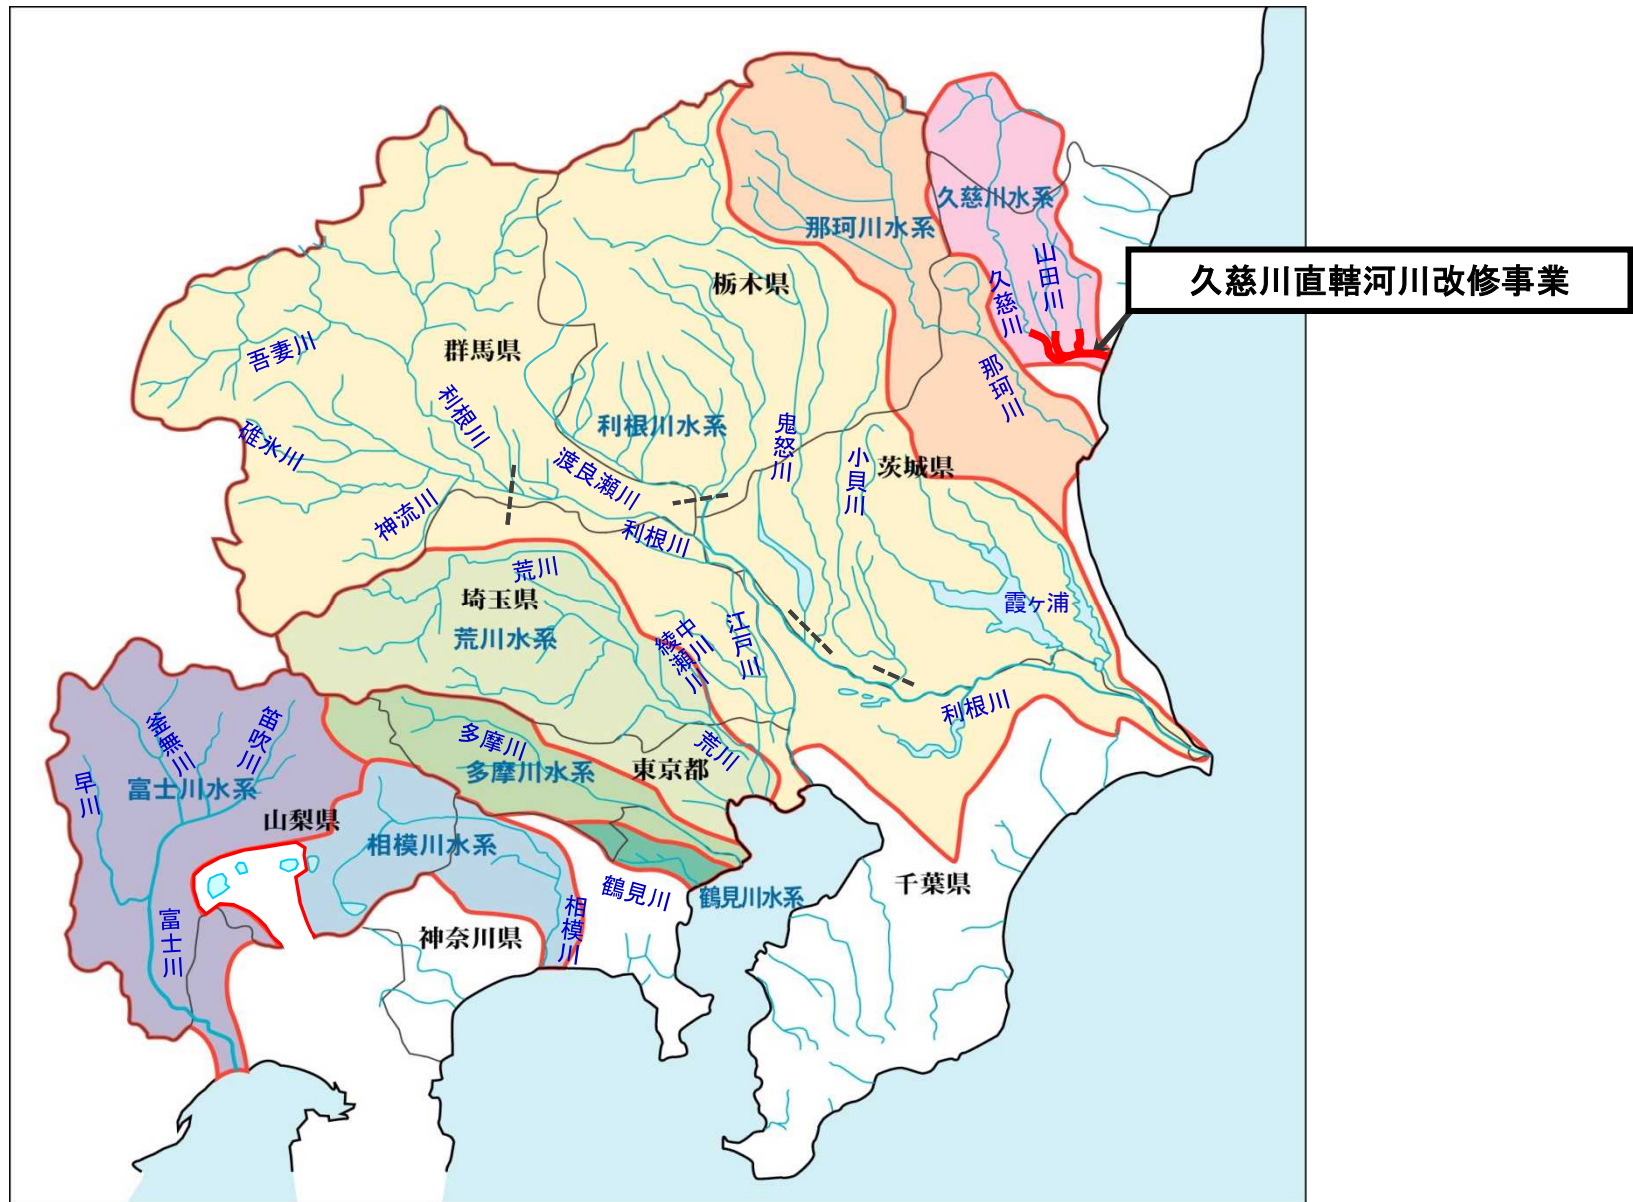 久慈川水系
那珂川水系
山田川
久慈川
久慈川直轄河川改修事業
栃木県
吾妻川
群馬県
那珂川
利根川
利根川水系
鬼怒川
碓氷川
渡良瀬川
小貝川
茨城県
神流川
利根川
荒川
埼玉県
霞ヶ浦
荒川水系
綾瀬川
中川
江戸川
利根川
釜無川
笛吹川
多摩川
荒川
早川
富士川水系
多摩川水系
東京都
山梨県
相模川水系
千葉県
鶴見川
鶴見川水系
富士川
神奈川県
相模川